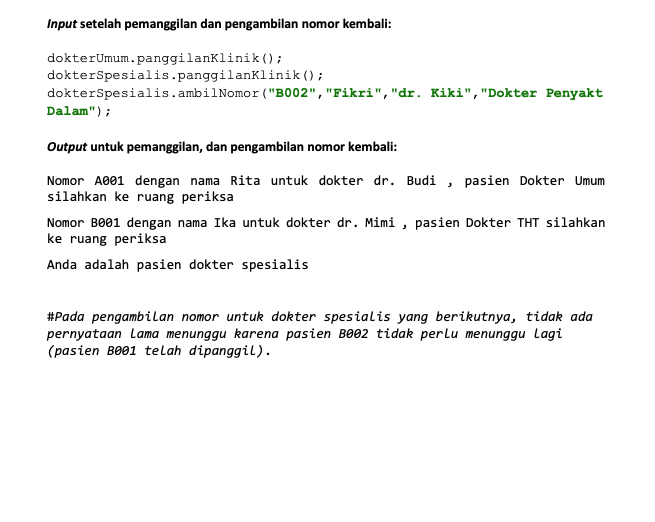 Input setelah pemanggilan dan pengambilan nomor kembali:
dokterUmum.panggilanKlinik();
dokterSpesialis.panggilanKlinik();
dokterSpesialis.ambilNomor("B002","Fikri","dr. Kiki","Dokter Penyakt
Dalam");
Output untuk pemanggilan, dan pengambilan nomor kembali:
Nomor A001 dengan nama Rita untuk dokter dr. Budi , pasien Dokter Umum
silahkan ke ruang periksa
Nomor B001 dengan nama Ika untuk dokter dr. Mimi , pasien Dokter THT silahkan
ke ruang periksa
Anda adalah pasien dokter spesialis
#Pada pengambilan nomor untuk dokter spesialis yang berikutnya, tidak ada
pernyataan lama menunggu karena pasien B002 tidak perlu menunggu lagi
(pasien B001 telah dipanggil).